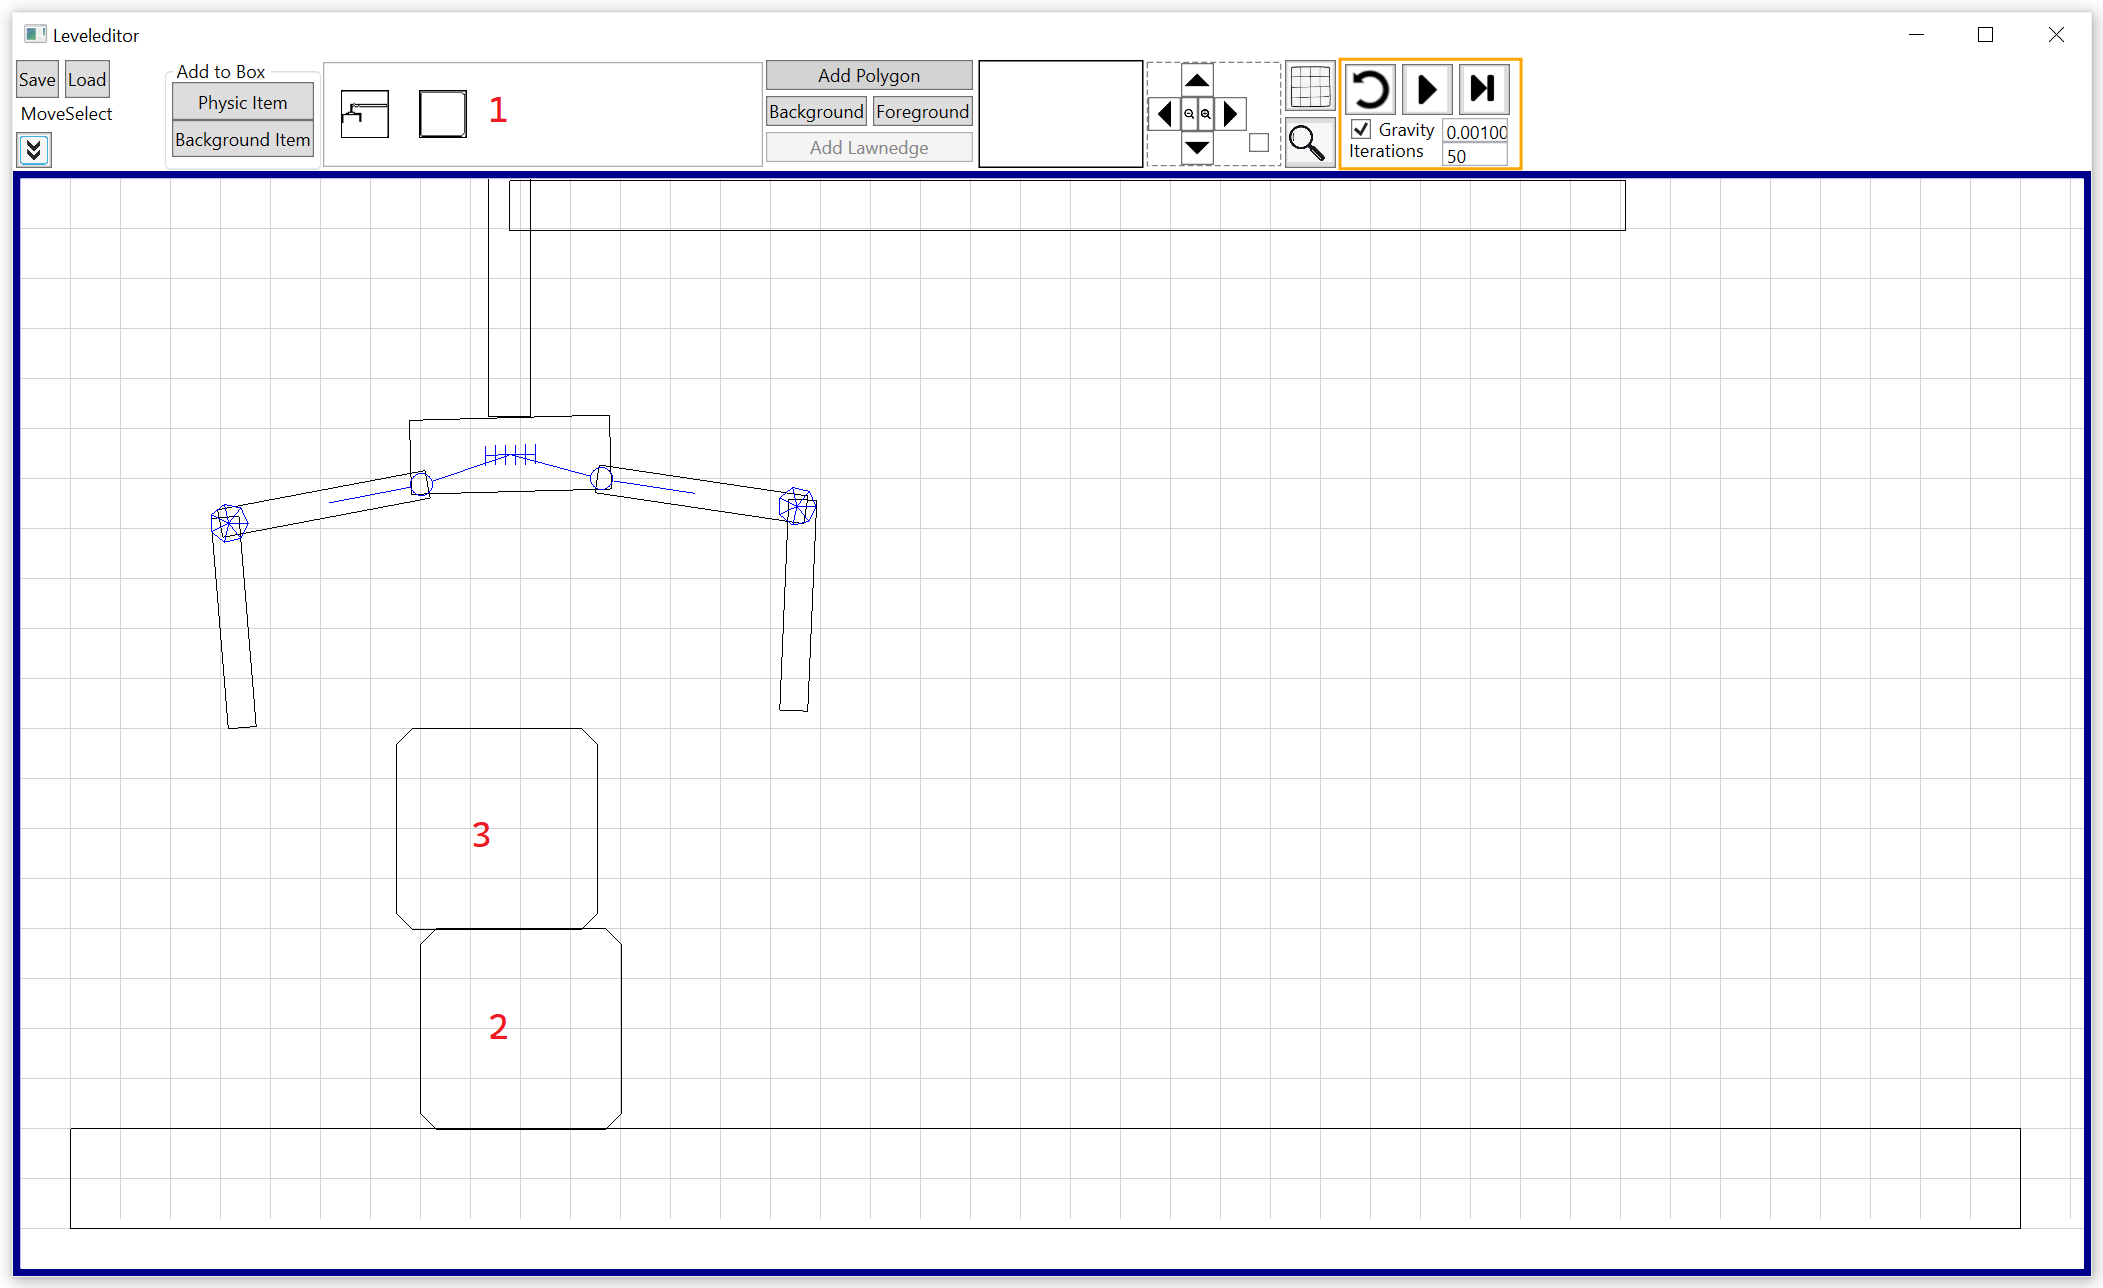 Leveleditor
Save Load
MoveSelect
Add to Box
Physic Item
Background Item
1
Add Polygon
Background Foreground
Add Lawnedge
Gravity 0.00100
Iterations 50
3
2